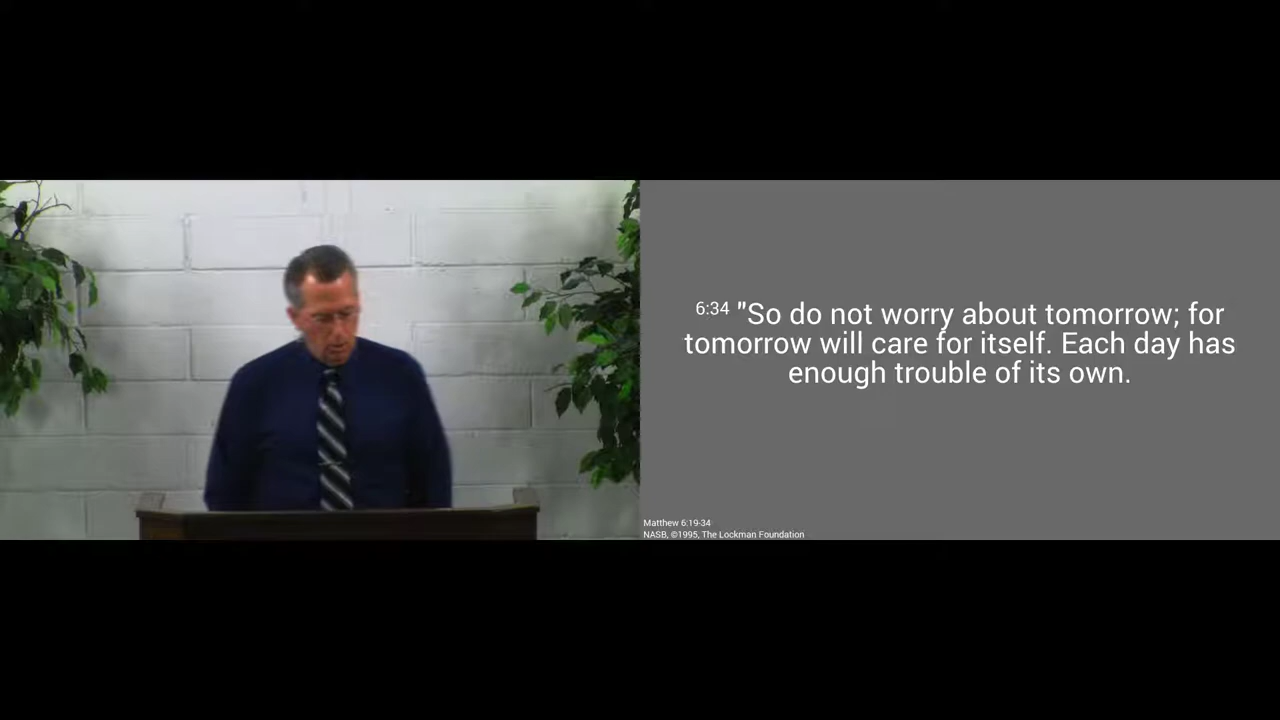 6:34 "So do not worry about tomorrow; for
tomorrow will care for itself. Each day has
enough trouble of its own.
Matthew 6:19-34
NASB, ©1995, The Lockman Foundation